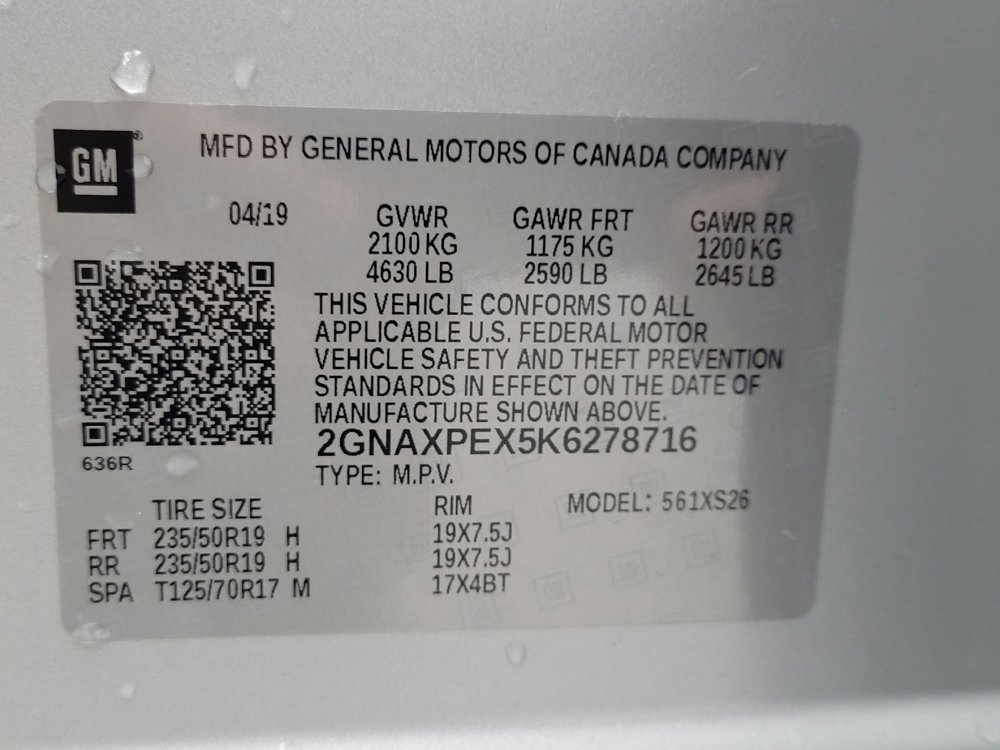 GM
MFD BY GENERAL MOTORS OF CANADA COMPANY
04/19 GVWR GAWR FRT GAWR RR
2100 KG 1175 KG 1200 KG
4630 LB 2590 LB 2645 LB
THIS VEHICLE CONFORMS TO ALL
APPLICABLE U.S. FEDERAL MOTOR
VEHICLE SAFETY AND THEFT PREVENTION
STANDARDS IN EFFECT ON THE DATE OF
MANUFACTURE SHOWN ABOVE.
2GNAXPEX5K6278716
636R
TYPE: M.P.V.
TIRE SIZE RIM MODEL: 561XS26
FRT 235/50R19 H 19X7.5J
RR 235/50R19 H 19X7.5J
SPA T125/70R17 M 17X4BT